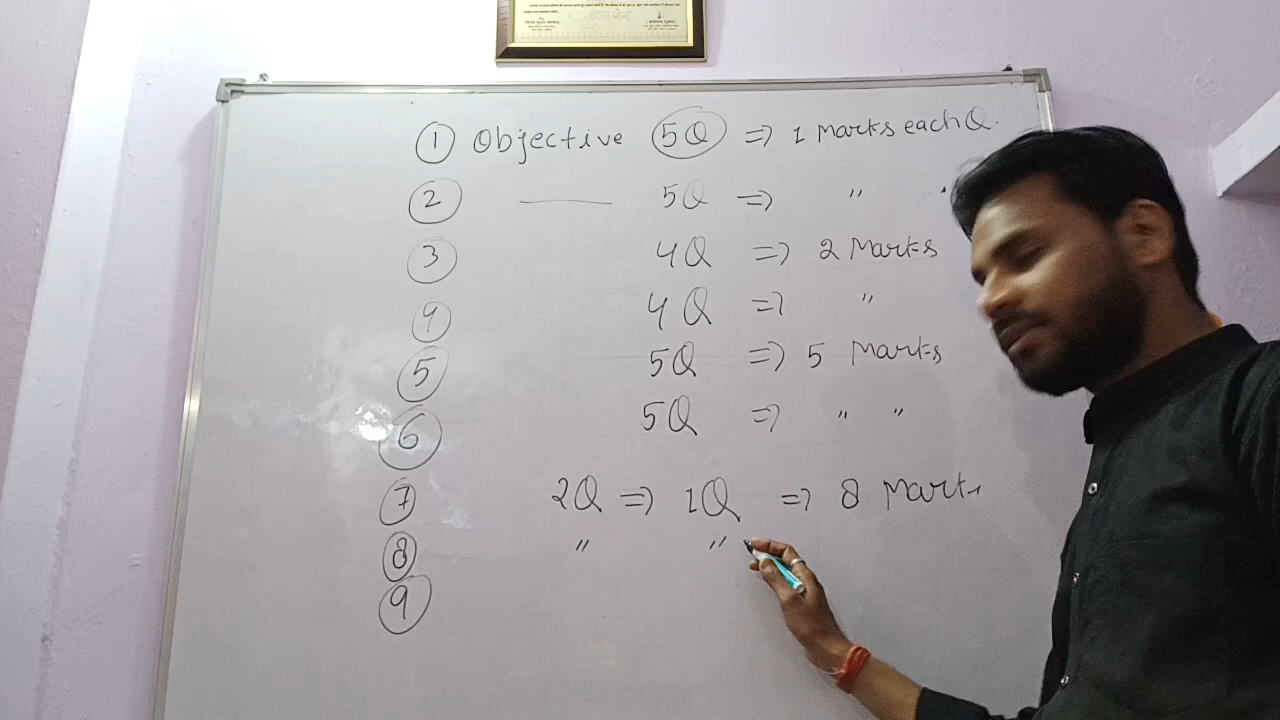 1 Objective 5Q => 1 Marks each Q.
2 —— 5Q => "
3 4Q => 2 Marks
4 4Q => "
5 5Q => 5 Marks
6 5Q => " "
7 2Q => 1Q => 8 Marks
8 " "
9